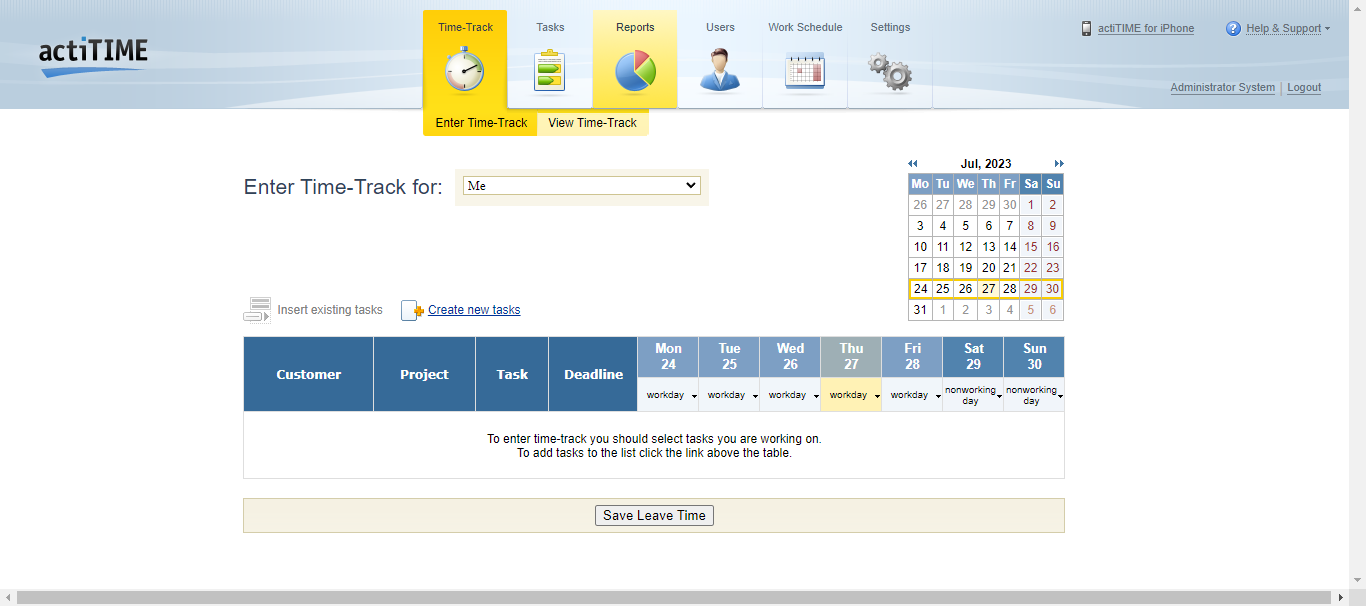 actiTIME
Time-Track Tasks Reports Users Work Schedule Settings
actiTIME for iPhone ? Help & Support
Administrator System | Logout
Enter Time-Track View Time-Track
Enter Time-Track for: Me
Jul, 2023
Mo Tu We Th Fr Sa Su
26 27 28 29 30 1 2
3 4 5 6 7 8 9
10 11 12 13 14 15 16
17 18 19 20 21 22 23
24 25 26 27 28 29 30
31 1 2 3 4 5 6
Insert existing tasks Create new tasks
Customer Project Task Deadline
Mon Tue Wed Thu Fri Sat Sun
24 25 26 27 28 29 30
workday workday workday workday workday nonworking day nonworking day
To enter time-track you should select tasks you are working on.
To add tasks to the list click the link above the table.
Save Leave Time